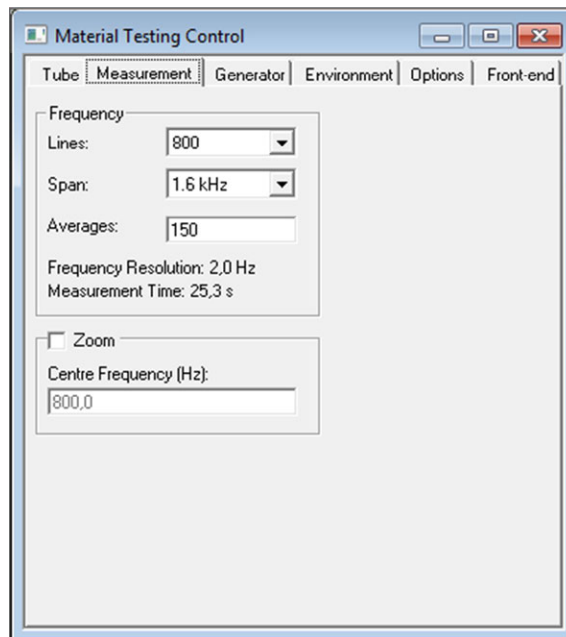 Material Testing Control
Tube Measurement Generator Environment Options Front-end
Frequency
Lines: 800
Span: 1.6 kHz
Averages: 150
Frequency Resolution: 2,0 Hz
Measurement Time: 25,3 s
Zoom
Centre Frequency (Hz):
800,0